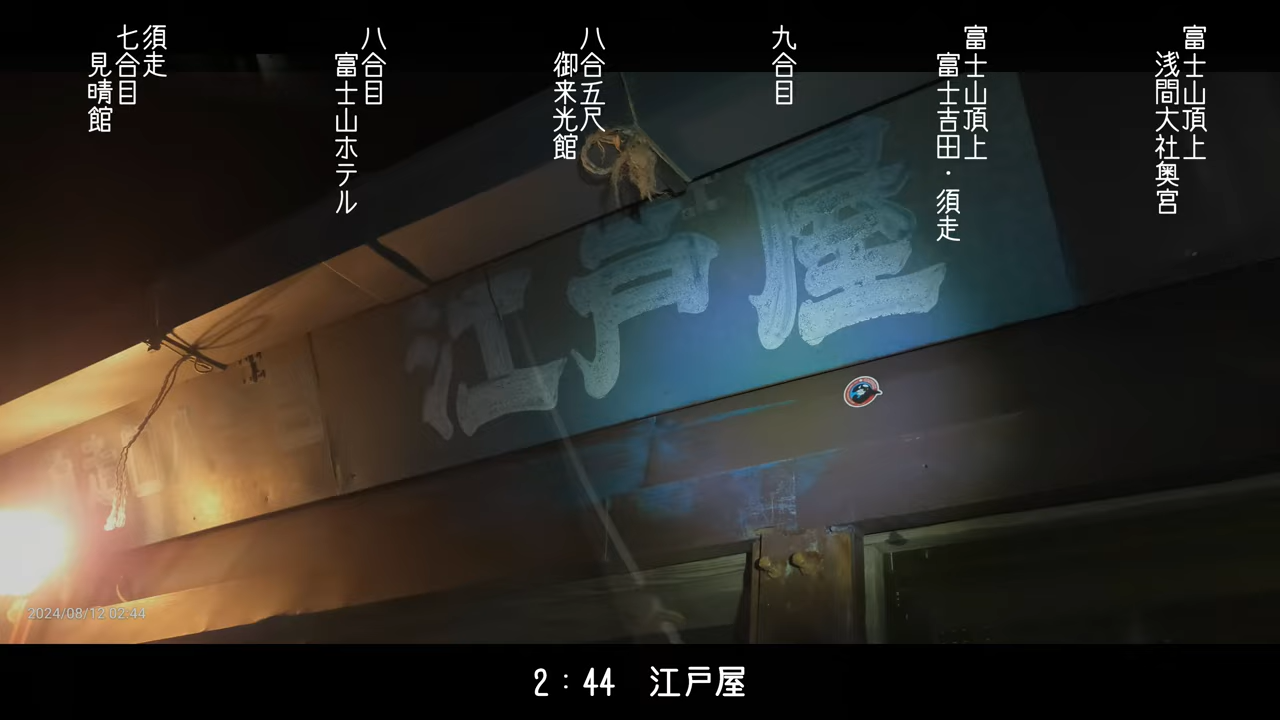 須走
七合目
見晴館
八合目
富士山ホテル
八合五尺
御来光館
九合目
富士山頂上
富士吉田・須走
富士山頂上
浅間大社奥宮
江戸屋
2024/08/12 02:44
2：44 江戸屋